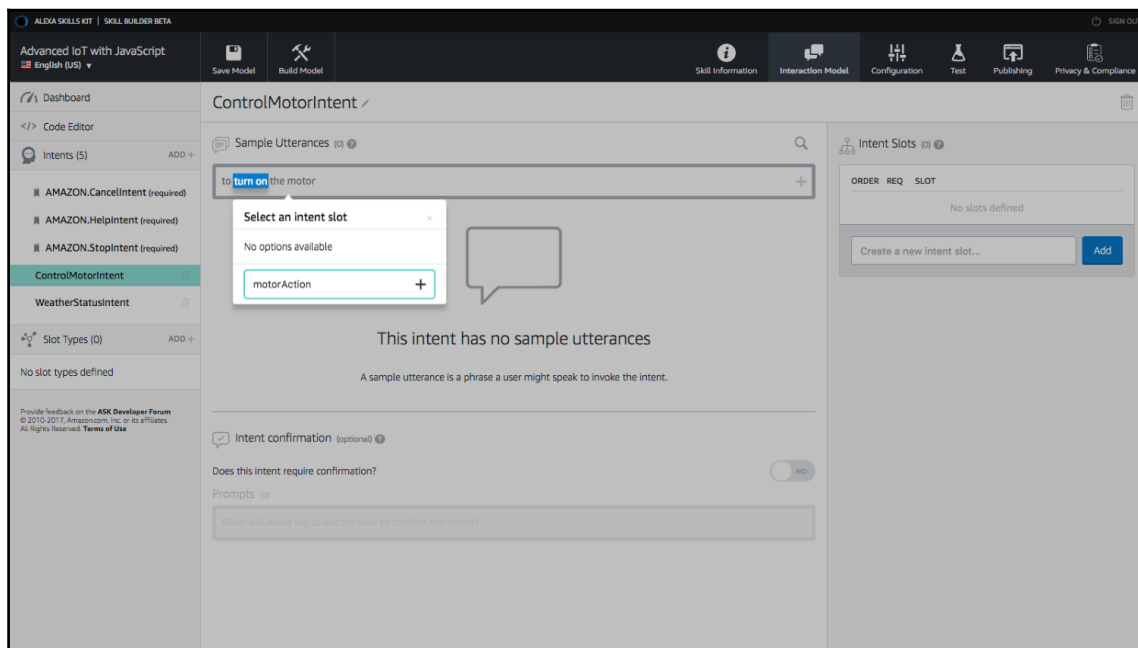 ALEXA SKILLS KIT | SKILL BUILDER BETA
SIGN OUT
Advanced IoT with JavaScript
English (US)
Save Model
Build Model
Skill Information
Interaction Model
Configuration
Test
Publishing
Privacy & Compliance
Dashboard
</> Code Editor
Intents (5) ADD +
AMAZON.CancelIntent (required)
AMAZON.HelpIntent (required)
AMAZON.StopIntent (required)
ControlMotorIntent
WeatherStatusIntent
Slot Types (0) ADD +
No slot types defined
Provide feedback on the ASK Developer Forum
© 2010-2017, Amazon.com, Inc. or its affiliates.
All Rights Reserved. Terms of Use
ControlMotorIntent
Sample Utterances (0)
to turn on the motor
Select an intent slot
No options available
motorAction
This intent has no sample utterances
A sample utterance is a phrase a user might speak to invoke the intent.
Intent confirmation (optional)
Does this intent require confirmation?
NO
Prompts (0)
What will Alexa say to ask the user to confirm the intent?
Intent Slots (0)
ORDER REQ SLOT
No slots defined
Create a new intent slot...
Add